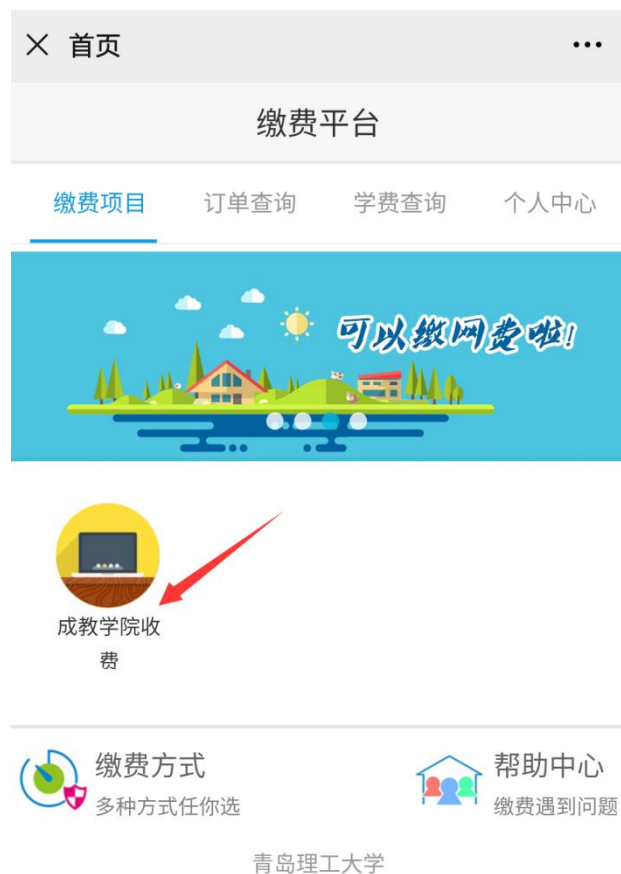 首页
缴费平台
缴费项目 订单查询 学费查询 个人中心
可以缴网费啦!
成教学院收
费
缴费方式
多种方式任你选
帮助中心
缴费遇到问题
青岛理工大学